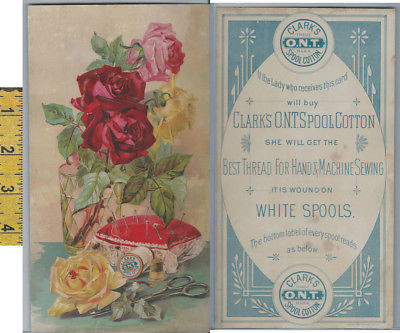 1
2
3
4
CLARK'S
TRADE
O.N.T.
MARK
SPOOL COTTON
If the Lady who receives this card
will buy
CLARK'S O.N.T. SPOOL COTTON
SHE WILL GET THE
BEST THREAD FOR HAND & MACHINE SEWING
IT IS WOUND ON
WHITE SPOOLS.
The bottom label of every spool reads
as below
CLARK'S
O.N.T.
SPOOL COTTON